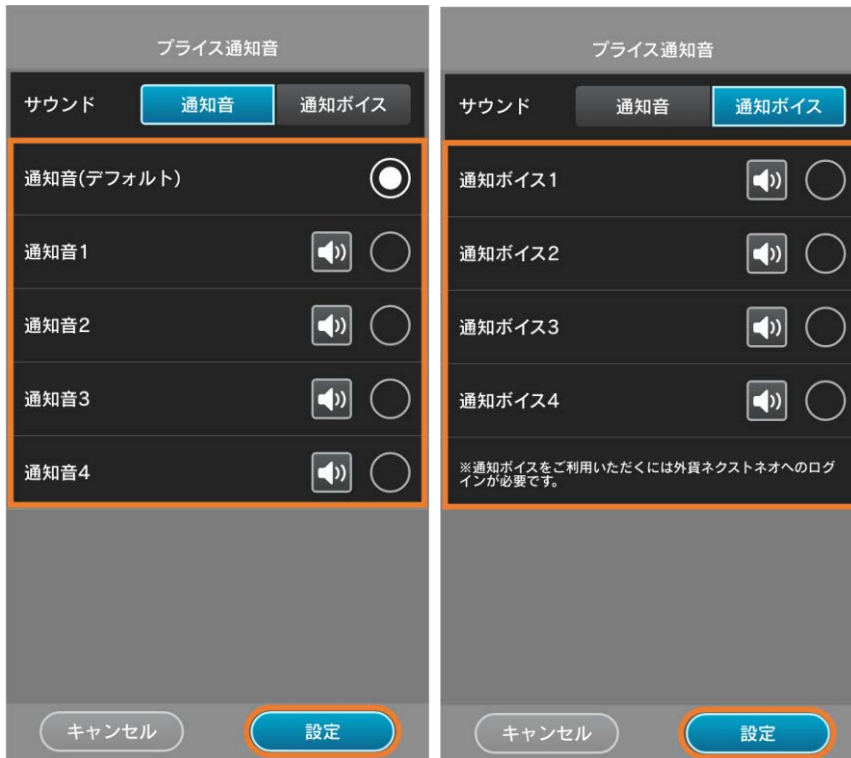 プライス通知音
サウンド 通知音 通知ボイス
通知音(デフォルト)
通知音1
通知音2
通知音3
通知音4
キャンセル 設定
プライス通知音
サウンド 通知音 通知ボイス
通知ボイス1
通知ボイス2
通知ボイス3
通知ボイス4
※通知ボイスをご利用いただくには外貨ネクストネオへのログ
インが必要です。
キャンセル 設定